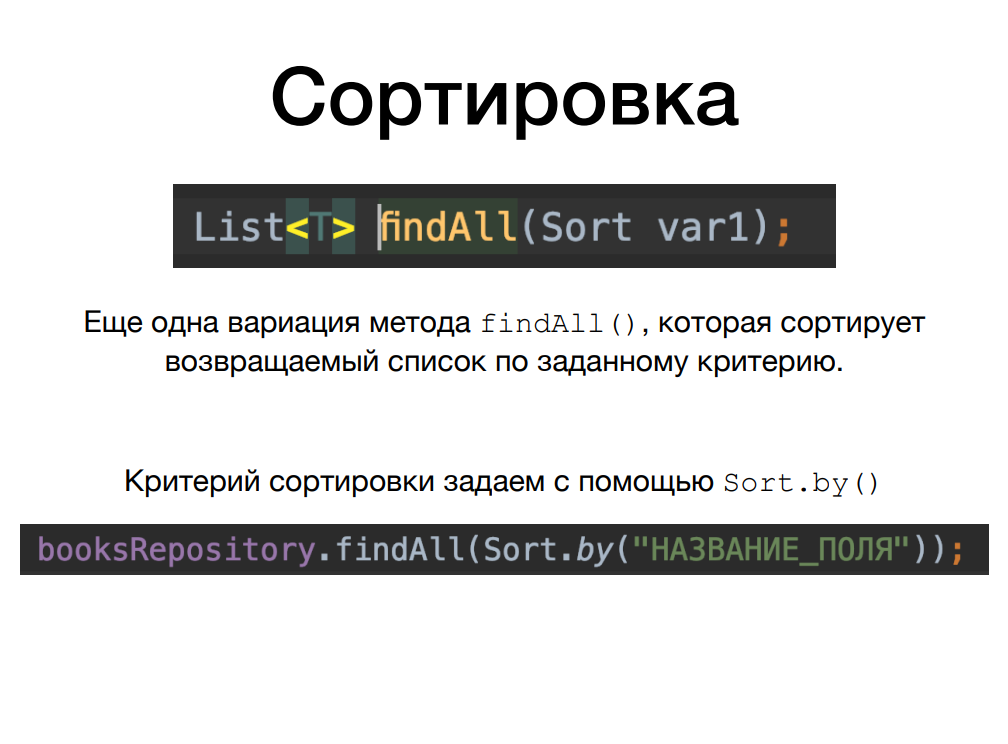 Сортировка
List<T> findAll(Sort var1);
Еще одна вариация метода findAll(), которая сортирует
возвращаемый список по заданному критерию.
Критерий сортировки задаем с помощью Sort.by()
booksRepository.findAll(Sort.by("НАЗВАНИЕ_ПОЛЯ"));